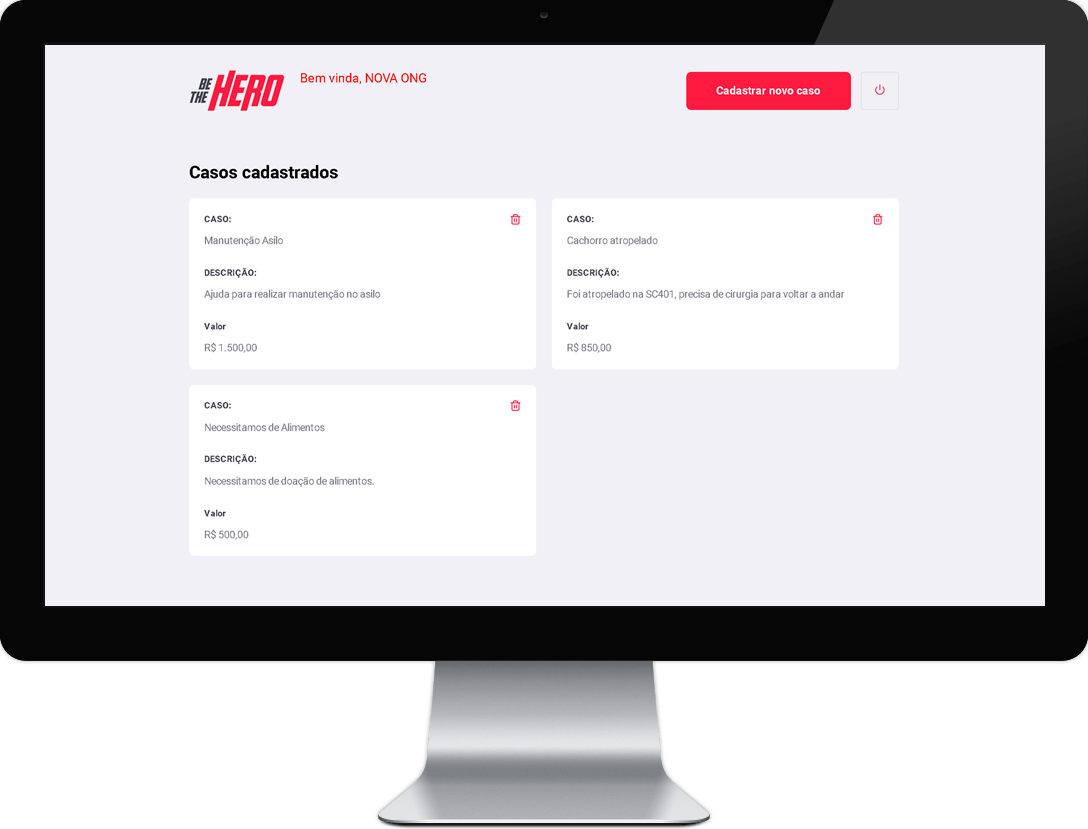 BE THE HERO
Bem vinda, NOVA ONG
Cadastrar novo caso
Casos cadastrados
CASO:
Manutenção Asilo
DESCRIÇÃO:
Ajuda para realizar manutenção no asilo
Valor
R$ 1.500,00
CASO:
Cachorro atropelado
DESCRIÇÃO:
Foi atropelado na SC401, precisa de cirurgia para voltar a andar
Valor
R$ 850,00
CASO:
Necessitamos de Alimentos
DESCRIÇÃO:
Necessitamos de doação de alimentos.
Valor
R$ 500,00